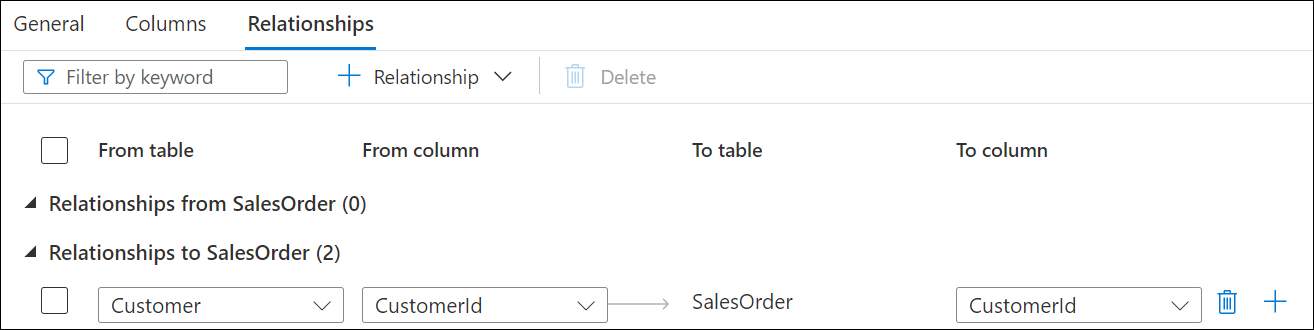 General Columns Relationships
Filter by keyword Relationship Delete
From table From column To table To column
Relationships from SalesOrder (0)
Relationships to SalesOrder (2)
Customer CustomerId SalesOrder CustomerId